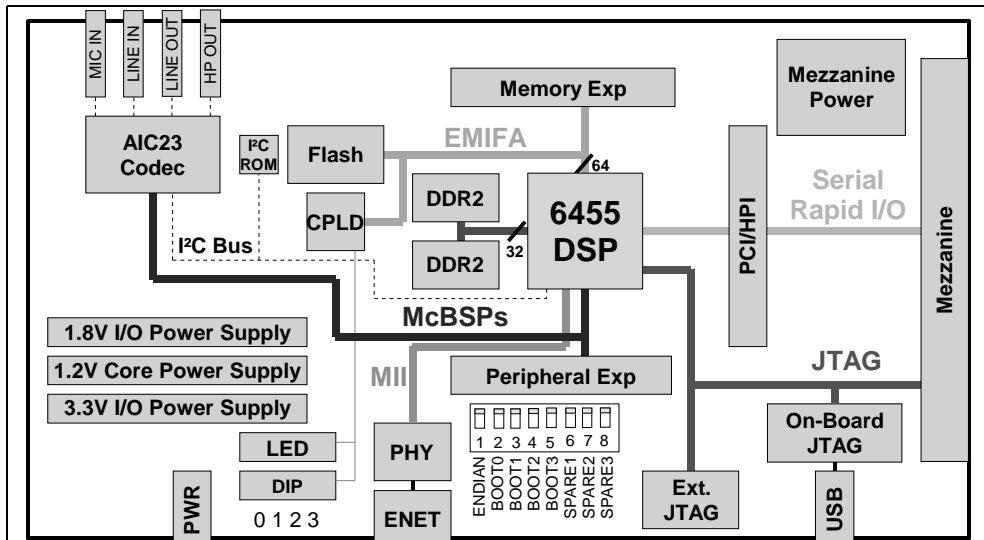 MIC IN
LINE IN
LINE OUT
HP OUT
AIC23
Codec
I²C
ROM
Flash
CPLD
Memory Exp
EMIFA
64
DDR2
DDR2
32
6455
DSP
I²C Bus
McBSPs
MII
Mezzanine
Power
PCI/HPI
Serial
Rapid I/O
Mezzanine
1.8V I/O Power Supply
1.2V Core Power Supply
3.3V I/O Power Supply
LED
DIP
0 1 2 3
PWR
PHY
ENET
Peripheral Exp
1 2 3 4 5 6 7 8
ENDIAN
BOOT0
BOOT1
BOOT2
BOOT3
SPARE1
SPARE2
SPARE3
JTAG
On-Board
JTAG
Ext.
JTAG
USB